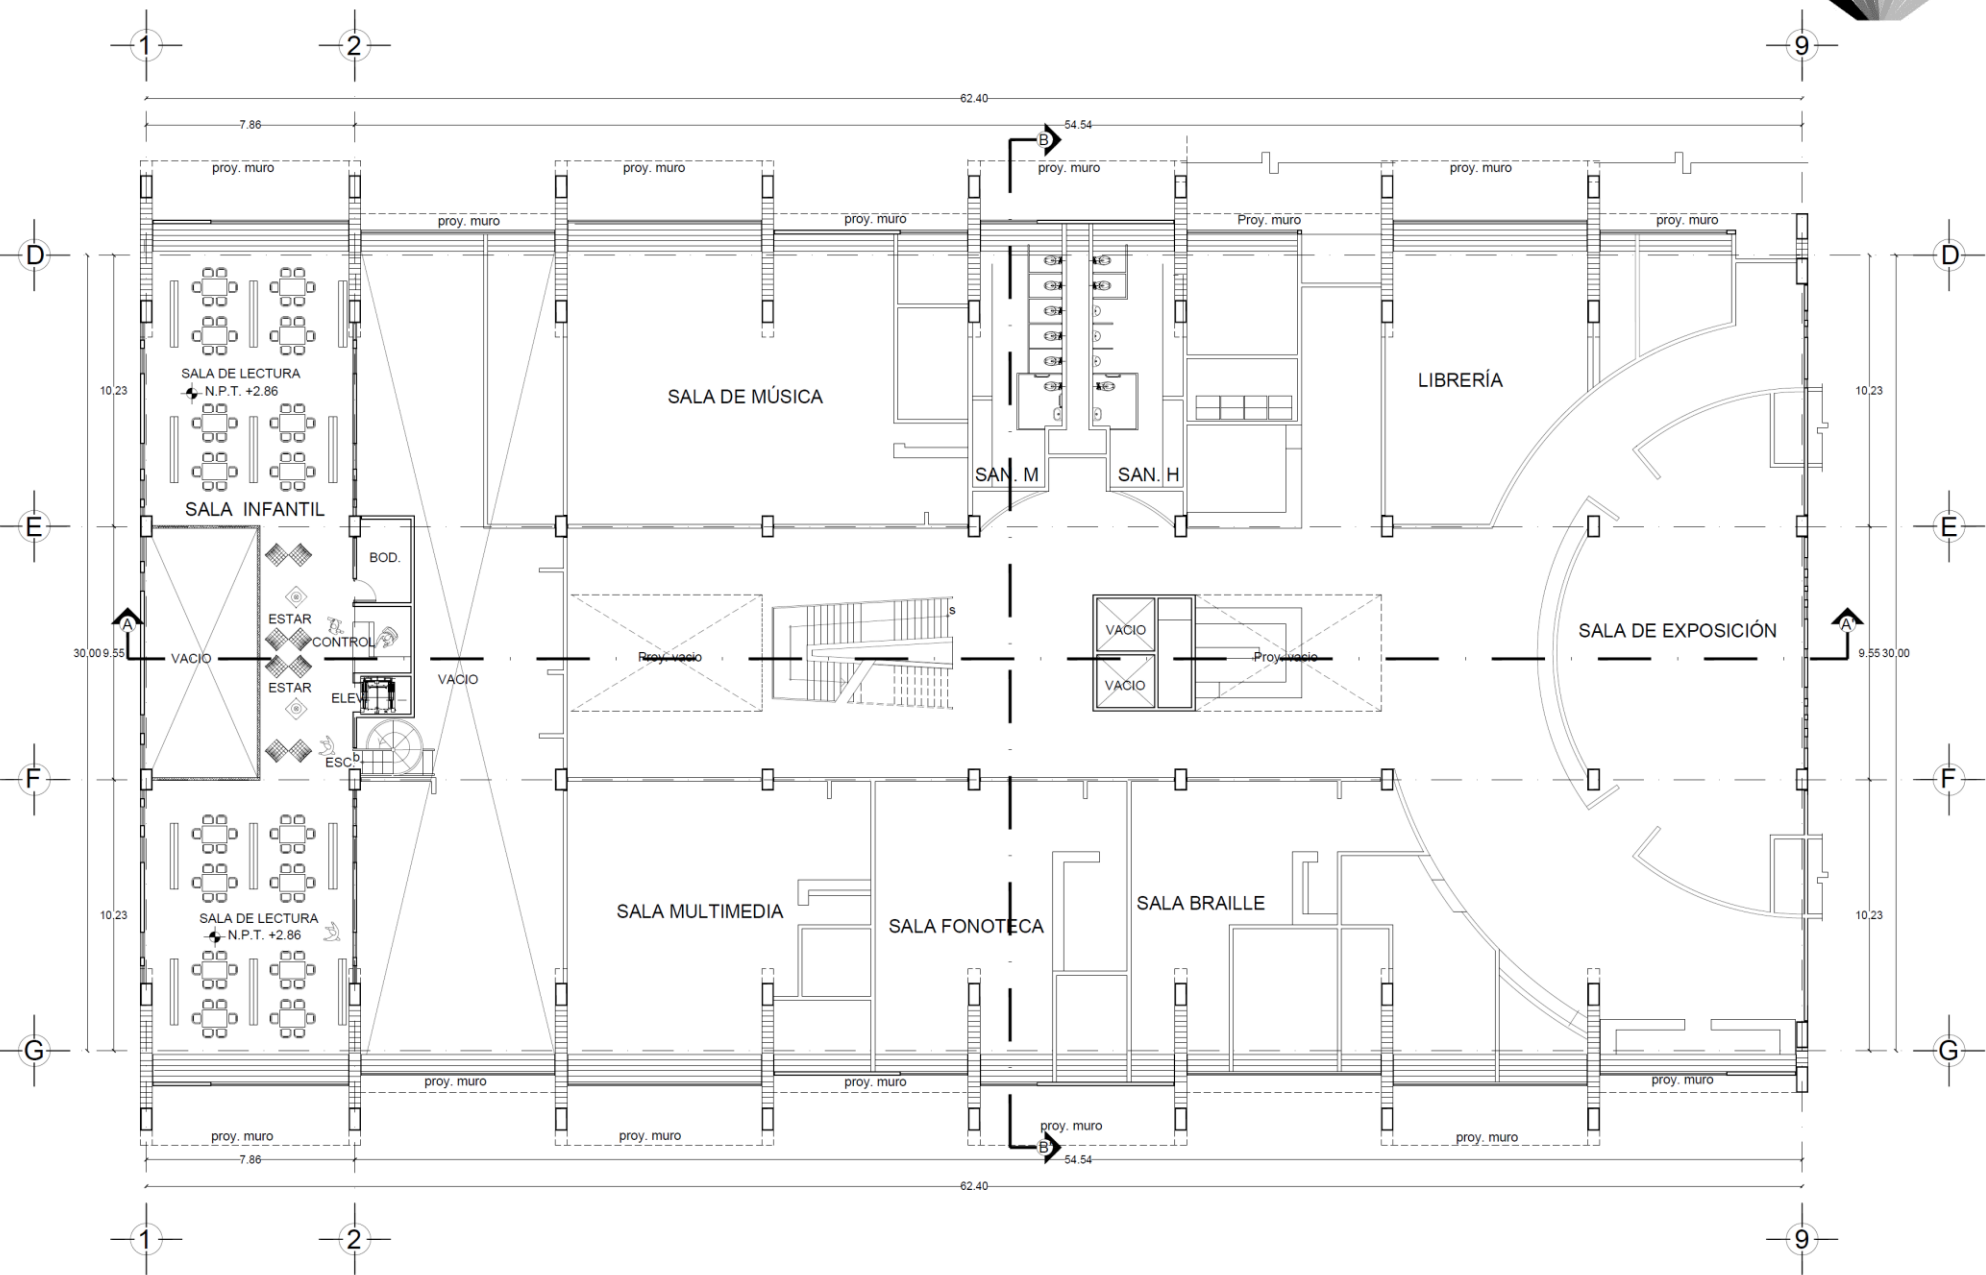 1
2
9
62.40
7.86
54.54
B
proy. muro
proy. muro
proy. muro
proy. muro
proy. muro
proy. muro
Proy. muro
proy. muro
D
D
SALA DE LECTURA
N.P.T. +2.86
10.23
10.23
SALA DE MÚSICA
LIBRERÍA
SAN. M
SAN. H
SALA INFANTIL
E
E
BOD.
ESTAR
CONTROL
s
A
A'
VACIO
VACIO
Proy. vacio
VACIO
VACIO
Proy. vacio
SALA DE EXPOSICIÓN
30.00
9.55
9.55
30.00
ESTAR
ELEV.
ESC.
b
F
F
SALA MULTIMEDIA
SALA FONOTECA
SALA BRAILLE
10.23
10.23
SALA DE LECTURA
N.P.T. +2.86
G
G
proy. muro
proy. muro
proy. muro
proy. muro
proy. muro
proy. muro
proy. muro
B'
7.86
54.54
62.40
1
2
9